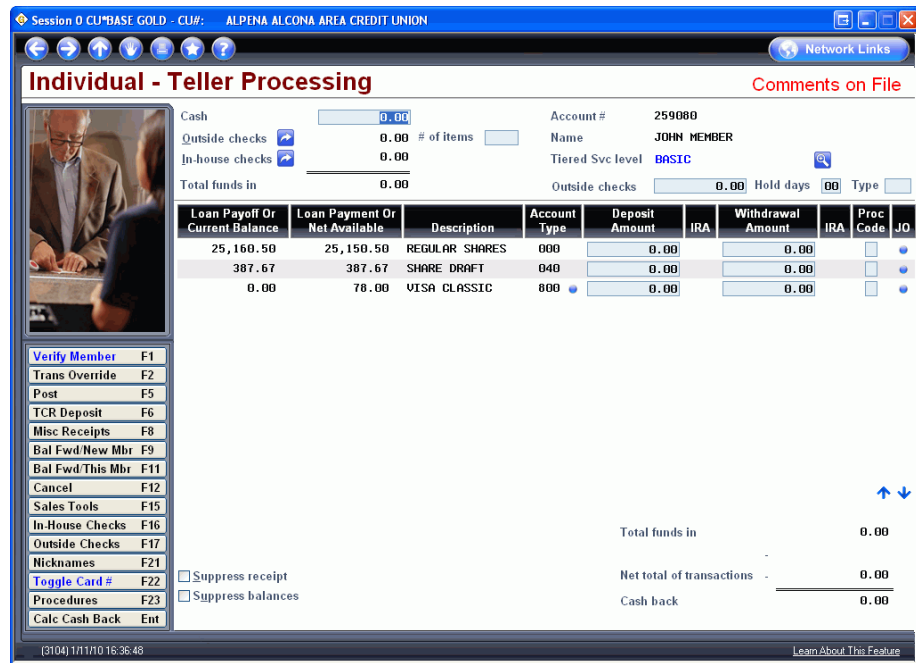 Session 0 CU*BASE GOLD - CU#: ALPENA ALCONA AREA CREDIT UNION
Network Links
Individual - Teller Processing
Comments on File
Cash 0.00 Account # 259080
Outside checks 0.00 # of items Name JOHN MEMBER
In-house checks 0.00 Tiered Svc level BASIC
Total funds in 0.00 Outside checks 0.00 Hold days 00 Type
Loan Payoff Or Current Balance Loan Payment Or Net Available Description Account Type Deposit Amount IRA Withdrawal Amount IRA Proc Code JO
25,160.50 25,150.50 REGULAR SHARES 000 0.00 0.00
387.67 387.67 SHARE DRAFT 040 0.00 0.00
0.00 78.00 VISA CLASSIC 800 0.00 0.00
Verify Member F1
Trans Override F2
Post F5
TCR Deposit F6
Misc Receipts F8
Bal Fwd/New Mbr F9
Bal Fwd/This Mbr F11
Cancel F12
Sales Tools F15
In-House Checks F16
Outside Checks F17
Nicknames F21
Toggle Card # F22
Procedures F23
Calc Cash Back Ent
Suppress receipt
Suppress balances
Total funds in 0.00
-
Net total of transactions - 0.00
Cash back 0.00
(3104) 1/11/10 16:36:48
Learn About This Feature